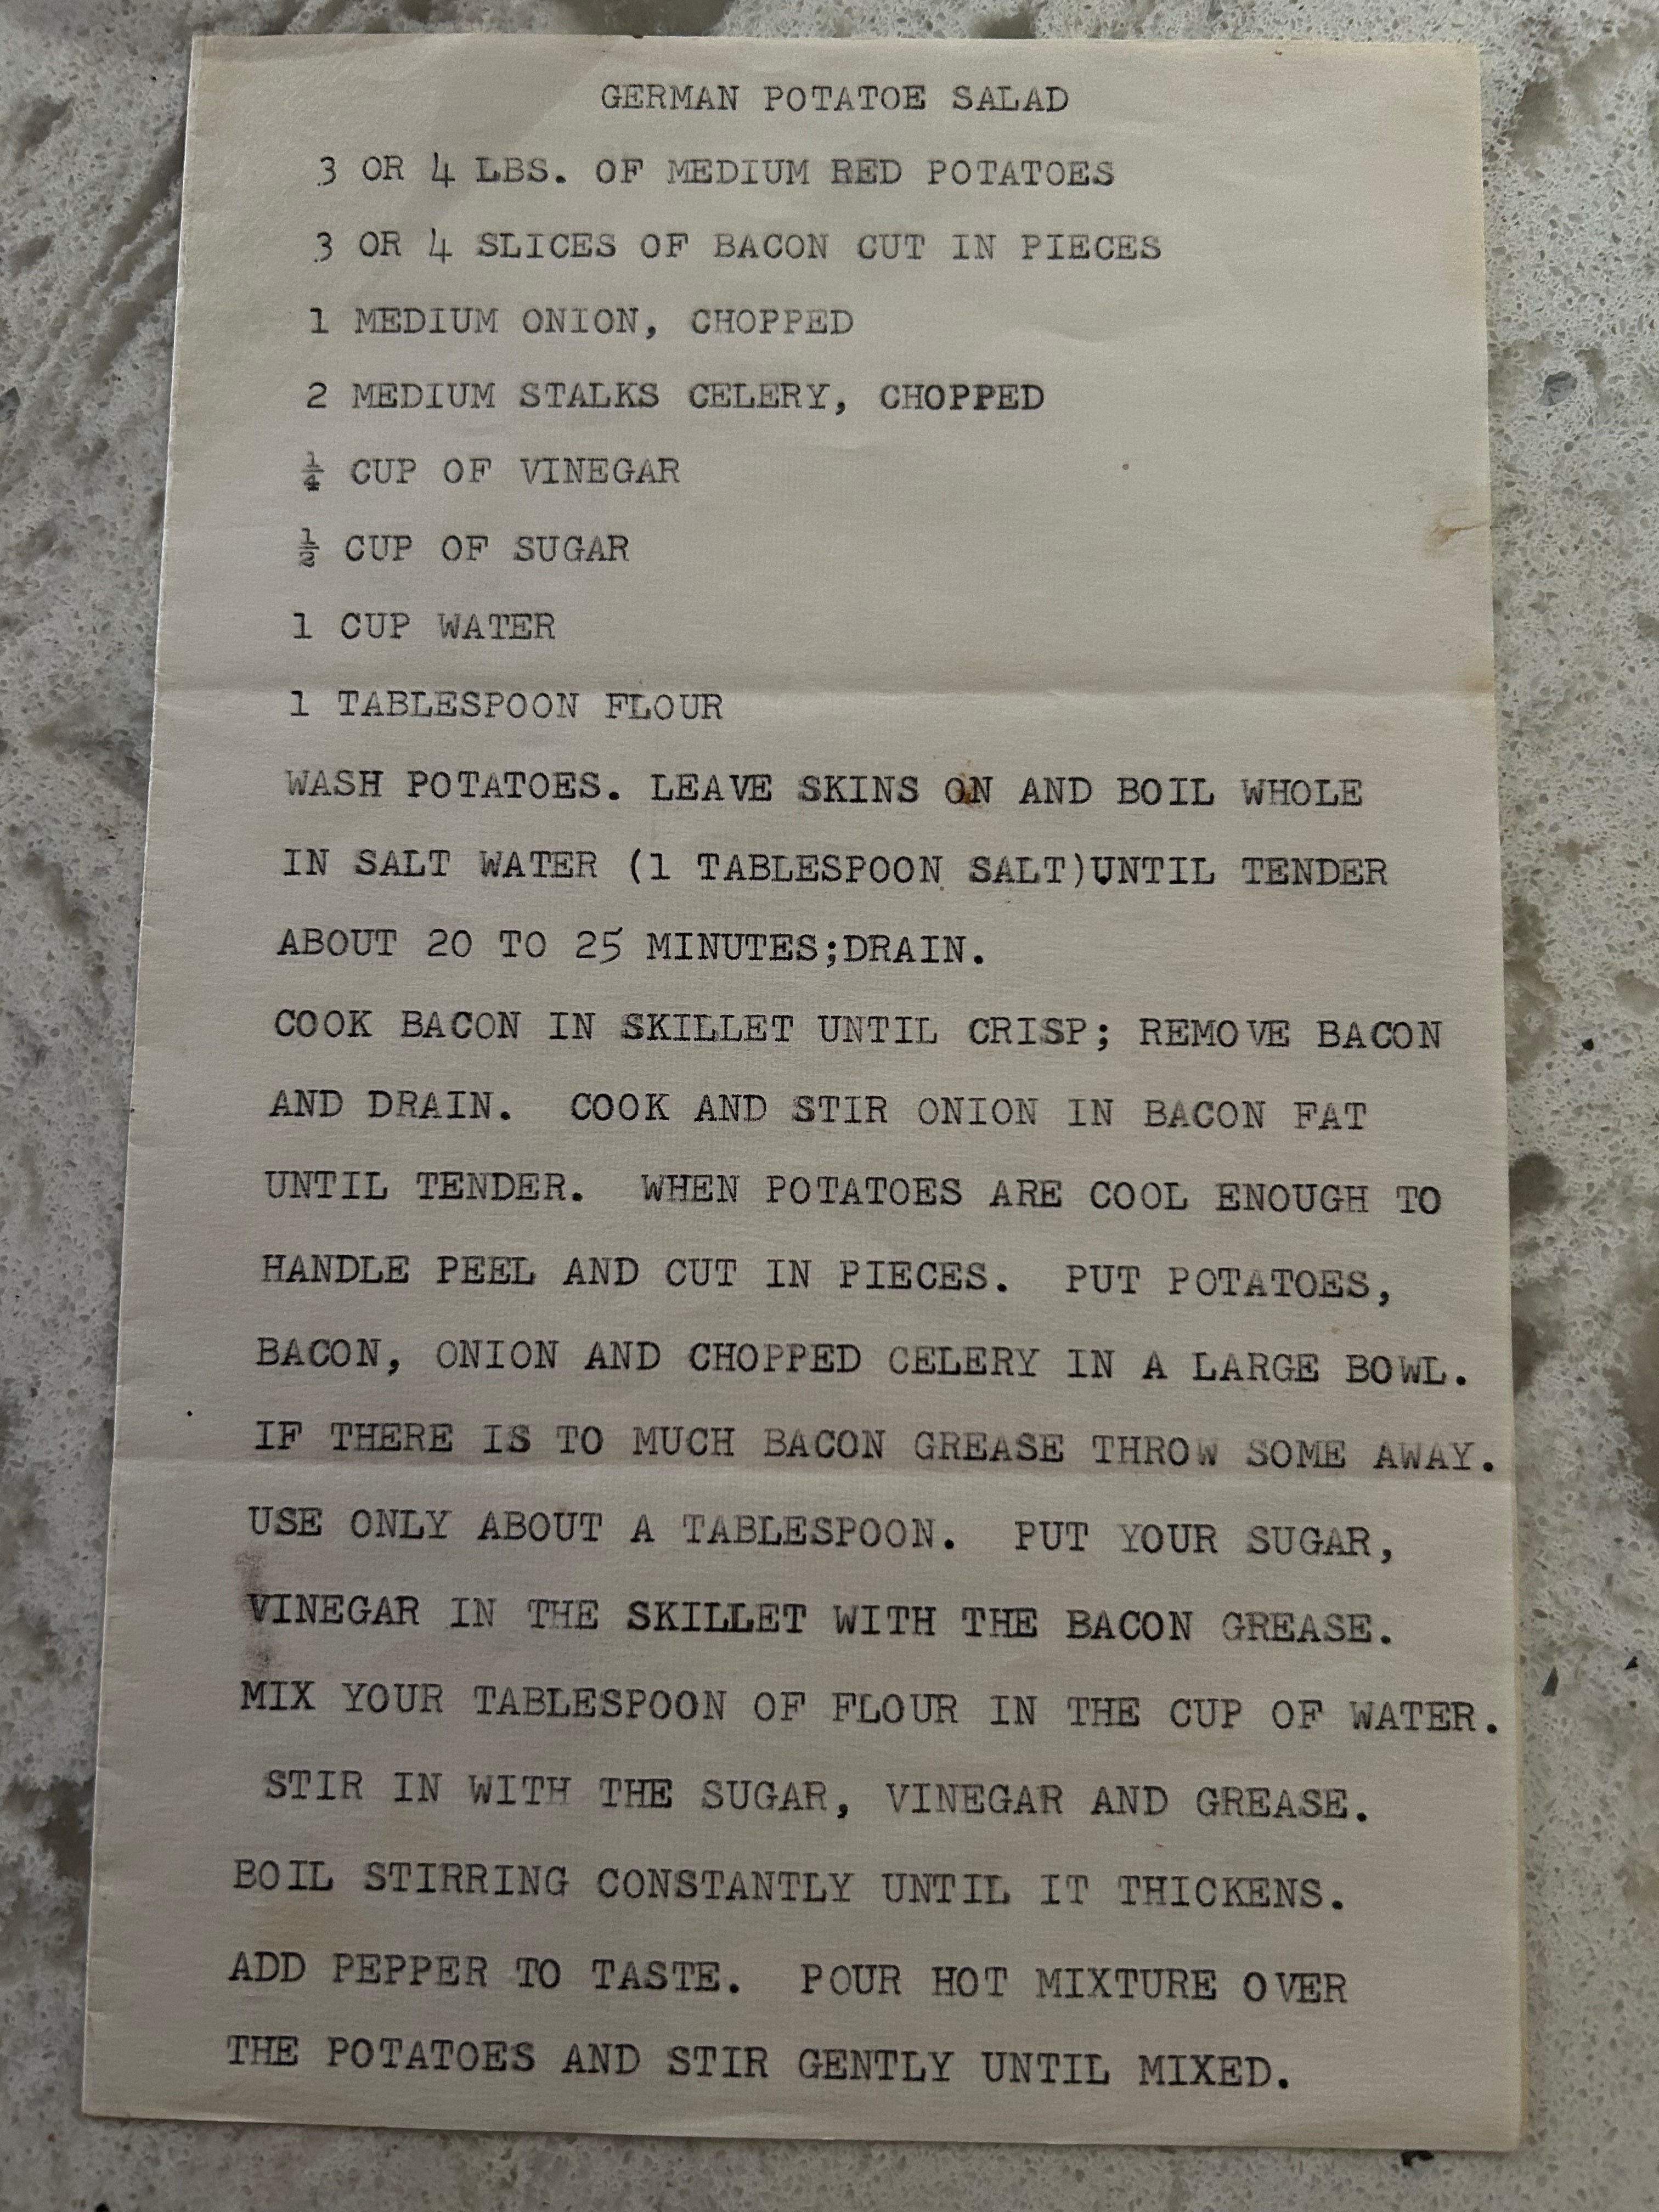 GERMAN POTATOE SALAD
3 OR 4 LBS. OF MEDIUM RED POTATOES
3 OR 4 SLICES OF BACON CUT IN PIECES
1 MEDIUM ONION, CHOPPED
2 MEDIUM STALKS CELERY, CHOPPED
¼ CUP OF VINEGAR
½ CUP OF SUGAR
1 CUP WATER
1 TABLESPOON FLOUR
WASH POTATOES. LEAVE SKINS ON AND BOIL WHOLE
IN SALT WATER (1 TABLESPOON SALT)UNTIL TENDER
ABOUT 20 TO 25 MINUTES;DRAIN.
COOK BACON IN SKILLET UNTIL CRISP; REMOVE BACON
AND DRAIN.  COOK AND STIR ONION IN BACON FAT
UNTIL TENDER.  WHEN POTATOES ARE COOL ENOUGH TO
HANDLE PEEL AND CUT IN PIECES.  PUT POTATOES,
BACON, ONION AND CHOPPED CELERY IN A LARGE BOWL.
IF THERE IS TO MUCH BACON GREASE THROW SOME AWAY.
USE ONLY ABOUT A TABLESPOON.  PUT YOUR SUGAR,
VINEGAR IN THE SKILLET WITH THE BACON GREASE.
MIX YOUR TABLESPOON OF FLOUR IN THE CUP OF WATER.
STIR IN WITH THE SUGAR, VINEGAR AND GREASE.
BOIL STIRRING CONSTANTLY UNTIL IT THICKENS.
ADD PEPPER TO TASTE.  POUR HOT MIXTURE OVER
THE POTATOES AND STIR GENTLY UNTIL MIXED.